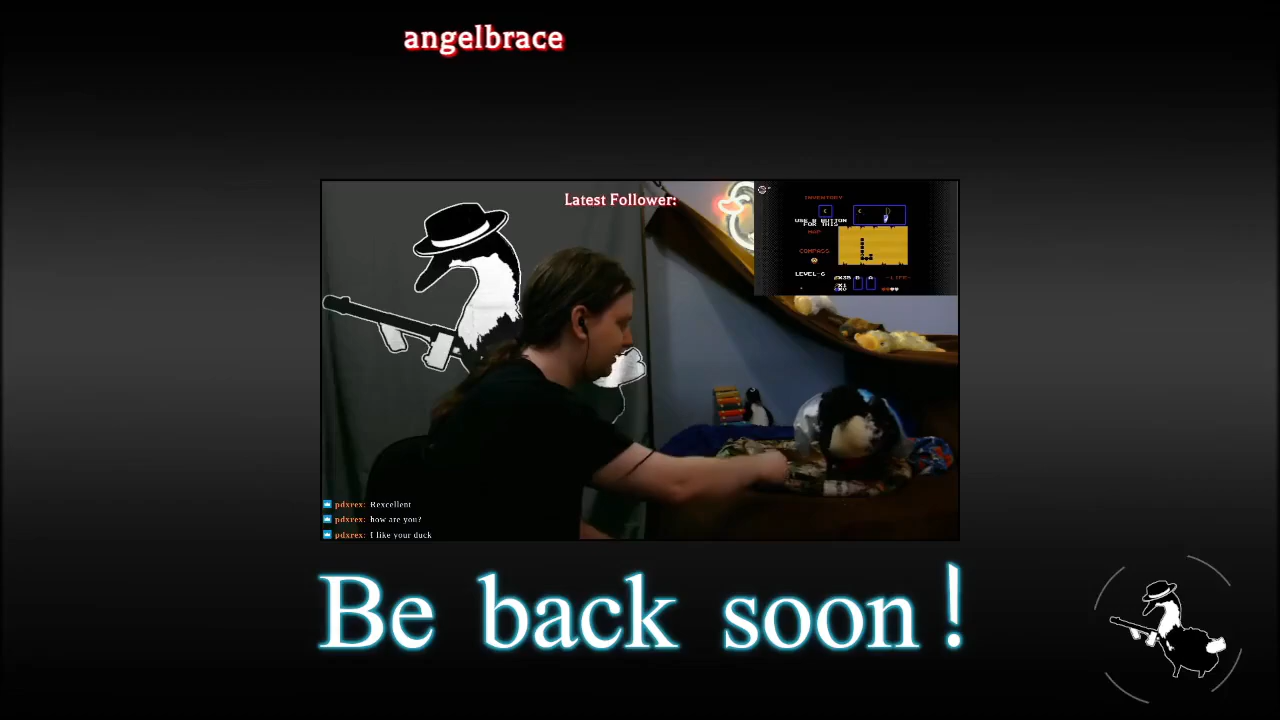 angelbrace
Latest Follower:
INVENTORY
USE B BUTTON
FOR THIS
MAP
COMPASS
LEVEL-6
B A
-LIFE-
pdxrex: Rexcellent
pdxrex: how are you?
pdxrex: I like your duck
Be back soon!